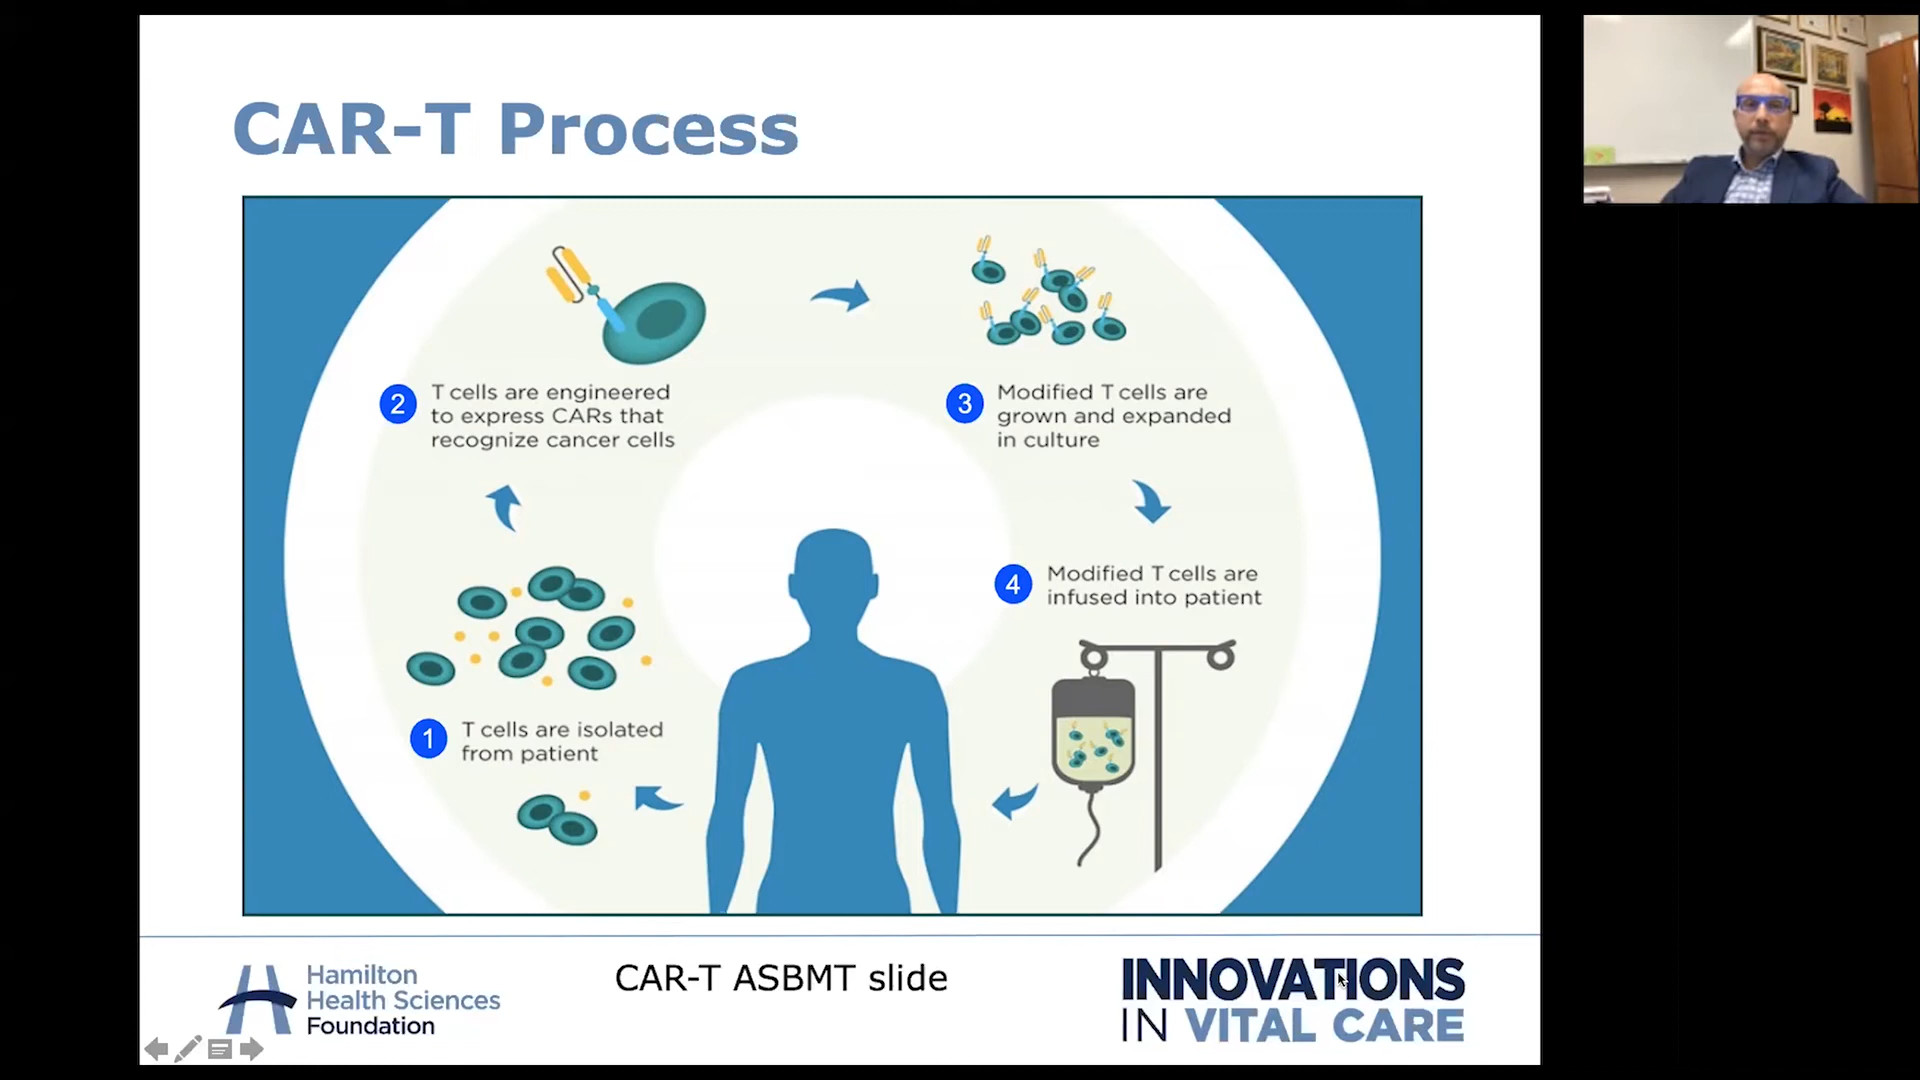 CAR-T Process
2
T cells are engineered
to express CARs that
recognize cancer cells
3
Modified T cells are
grown and expanded
in culture
4
Modified T cells are
infused into patient
1
T cells are isolated
from patient
Hamilton
Health Sciences
Foundation
CAR-T ASBMT slide
INNOVATIONS
IN VITAL CARE